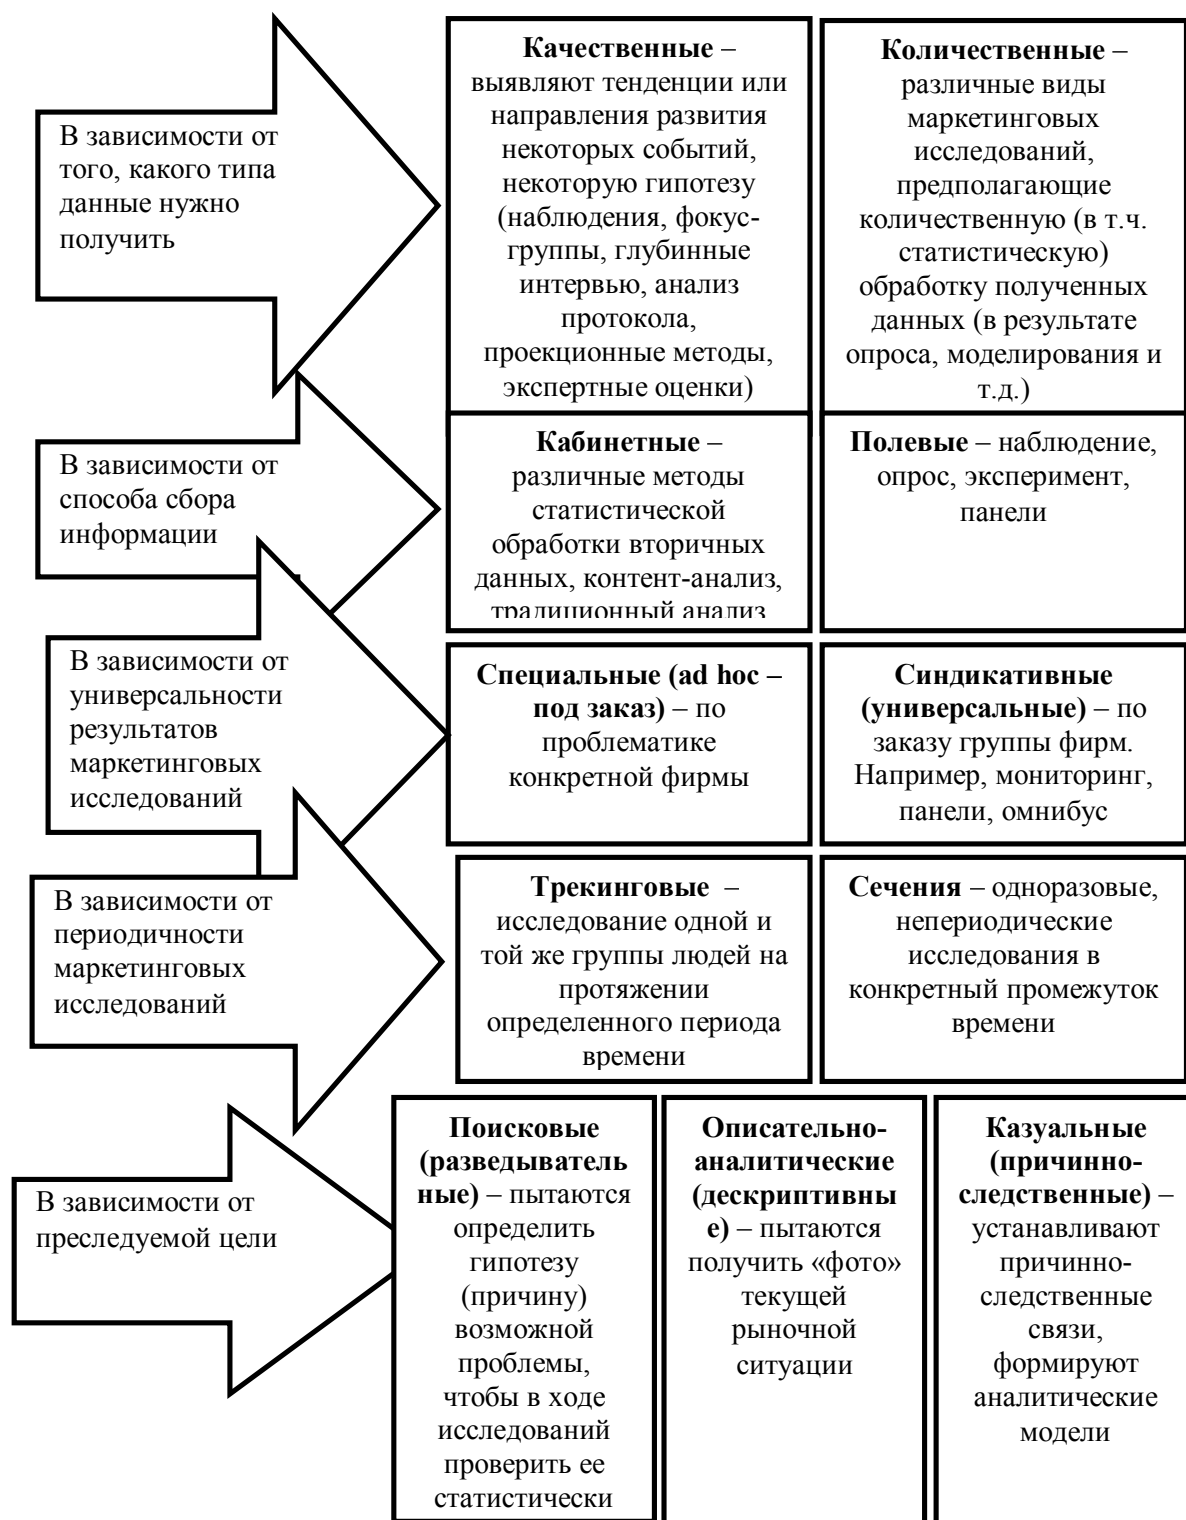 В зависимости от
того, какого типа
данные нужно
получить
Качественные –
выявляют тенденции или
направления развития
некоторых событий,
некоторую гипотезу
(наблюдения, фокус-
группы, глубинные
интервью, анализ
протокола,
проекционные методы,
экспертные оценки)
Количественные –
различные виды
маркетинговых
исследований,
предполагающие
количественную (в т.ч.
статистическую)
обработку полученных
данных (в результате
опроса, моделирования и
т.д.)
В зависимости от
способа сбора
информации
Кабинетные –
различные методы
статистической
обработки вторичных
данных, контент-анализ,
традиционный анализ
Полевые – наблюдение,
опрос, эксперимент,
панели
В зависимости от
универсальности
результатов
маркетинговых
исследований
Специальные (ad hoc –
под заказ) – по
проблематике
конкретной фирмы
Синдикативные
(универсальные) – по
заказу группы фирм.
Например, мониторинг,
панели, омнибус
В зависимости от
периодичности
маркетинговых
исследований
Трекинговые –
исследование одной и
той же группы людей на
протяжении
определенного периода
времени
Сечения – одноразовые,
непериодические
исследования в
конкретный промежуток
времени
В зависимости от
преследуемой цели
Поисковые
(разведыватель
ные) – пытаются
определить
гипотезу
(причину)
возможной
проблемы,
чтобы в ходе
исследований
проверить ее
статистически
Описательно-
аналитические
(дескриптивны
е) – пытаются
получить «фото»
текущей
рыночной
ситуации
Казуальные
(причинно-
следственные) –
устанавливают
причинно-
следственные
связи,
формируют
аналитические
модели